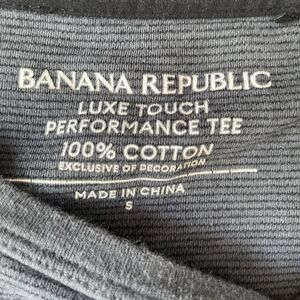 BANANA REPUBLIC
LUXE TOUCH
PERFORMANCE TEE
100% COTTON
EXCLUSIVE OF DECORATION
MADE IN CHINA
S